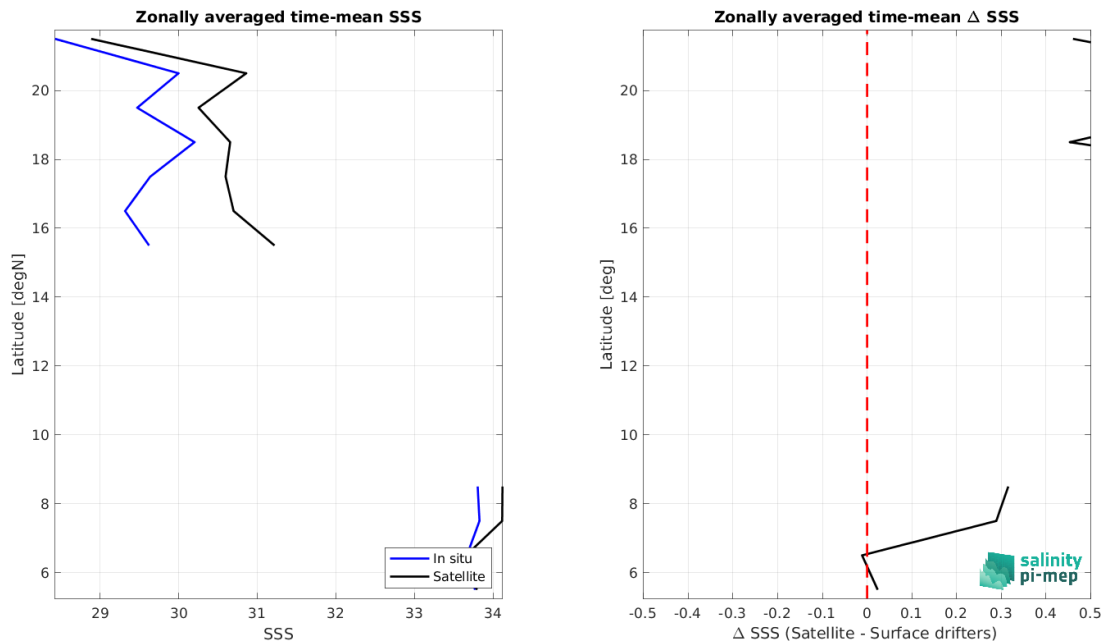 Zonally averaged time-mean SSS
Latitude [degN]
20
18
16
14
12
10
8
6
29 30 31 32 33 34
SSS
In situ
Satellite
Zonally averaged time-mean Δ SSS
Latitude [deg]
20
18
16
14
12
10
8
6
-0.5 -0.4 -0.3 -0.2 -0.1 0 0.1 0.2 0.3 0.4 0.5
Δ SSS (Satellite - Surface drifters)
salinity
pi-mep